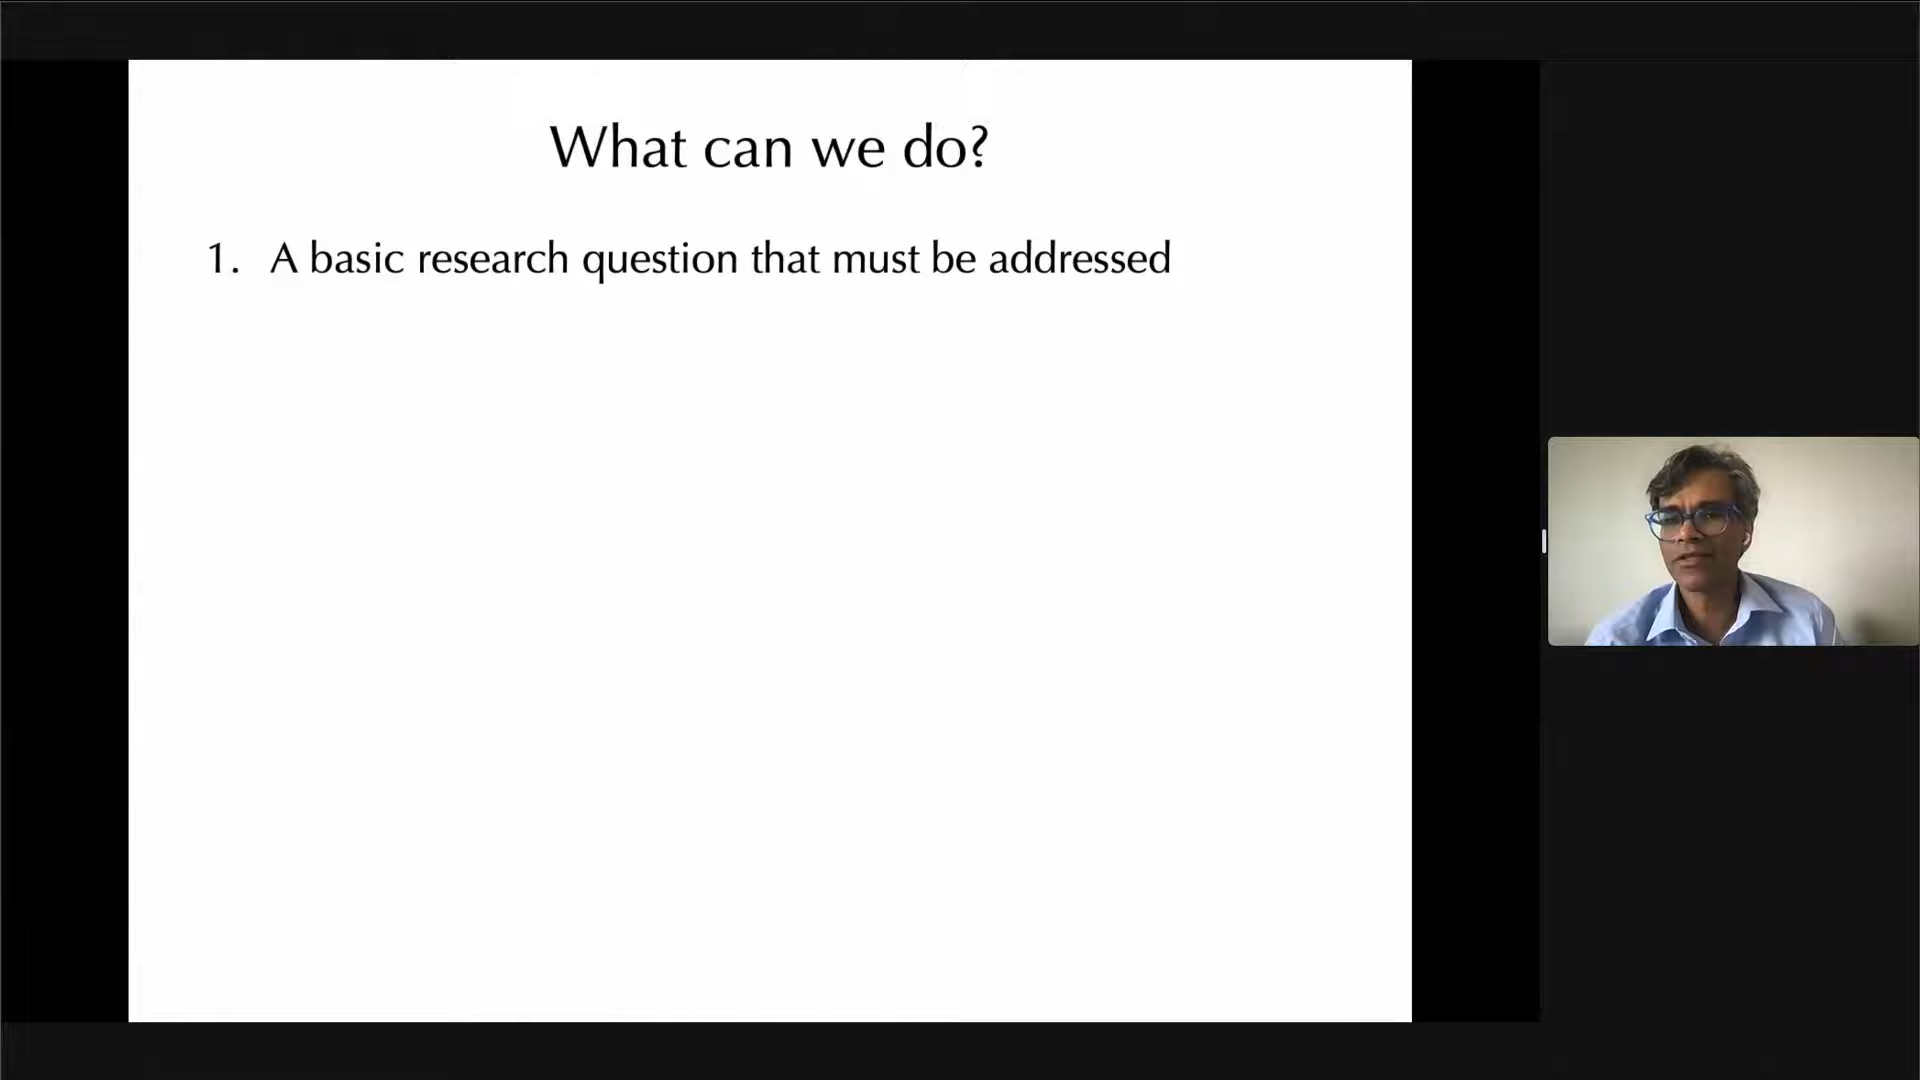 What can we do?
1. A basic research question that must be addressed